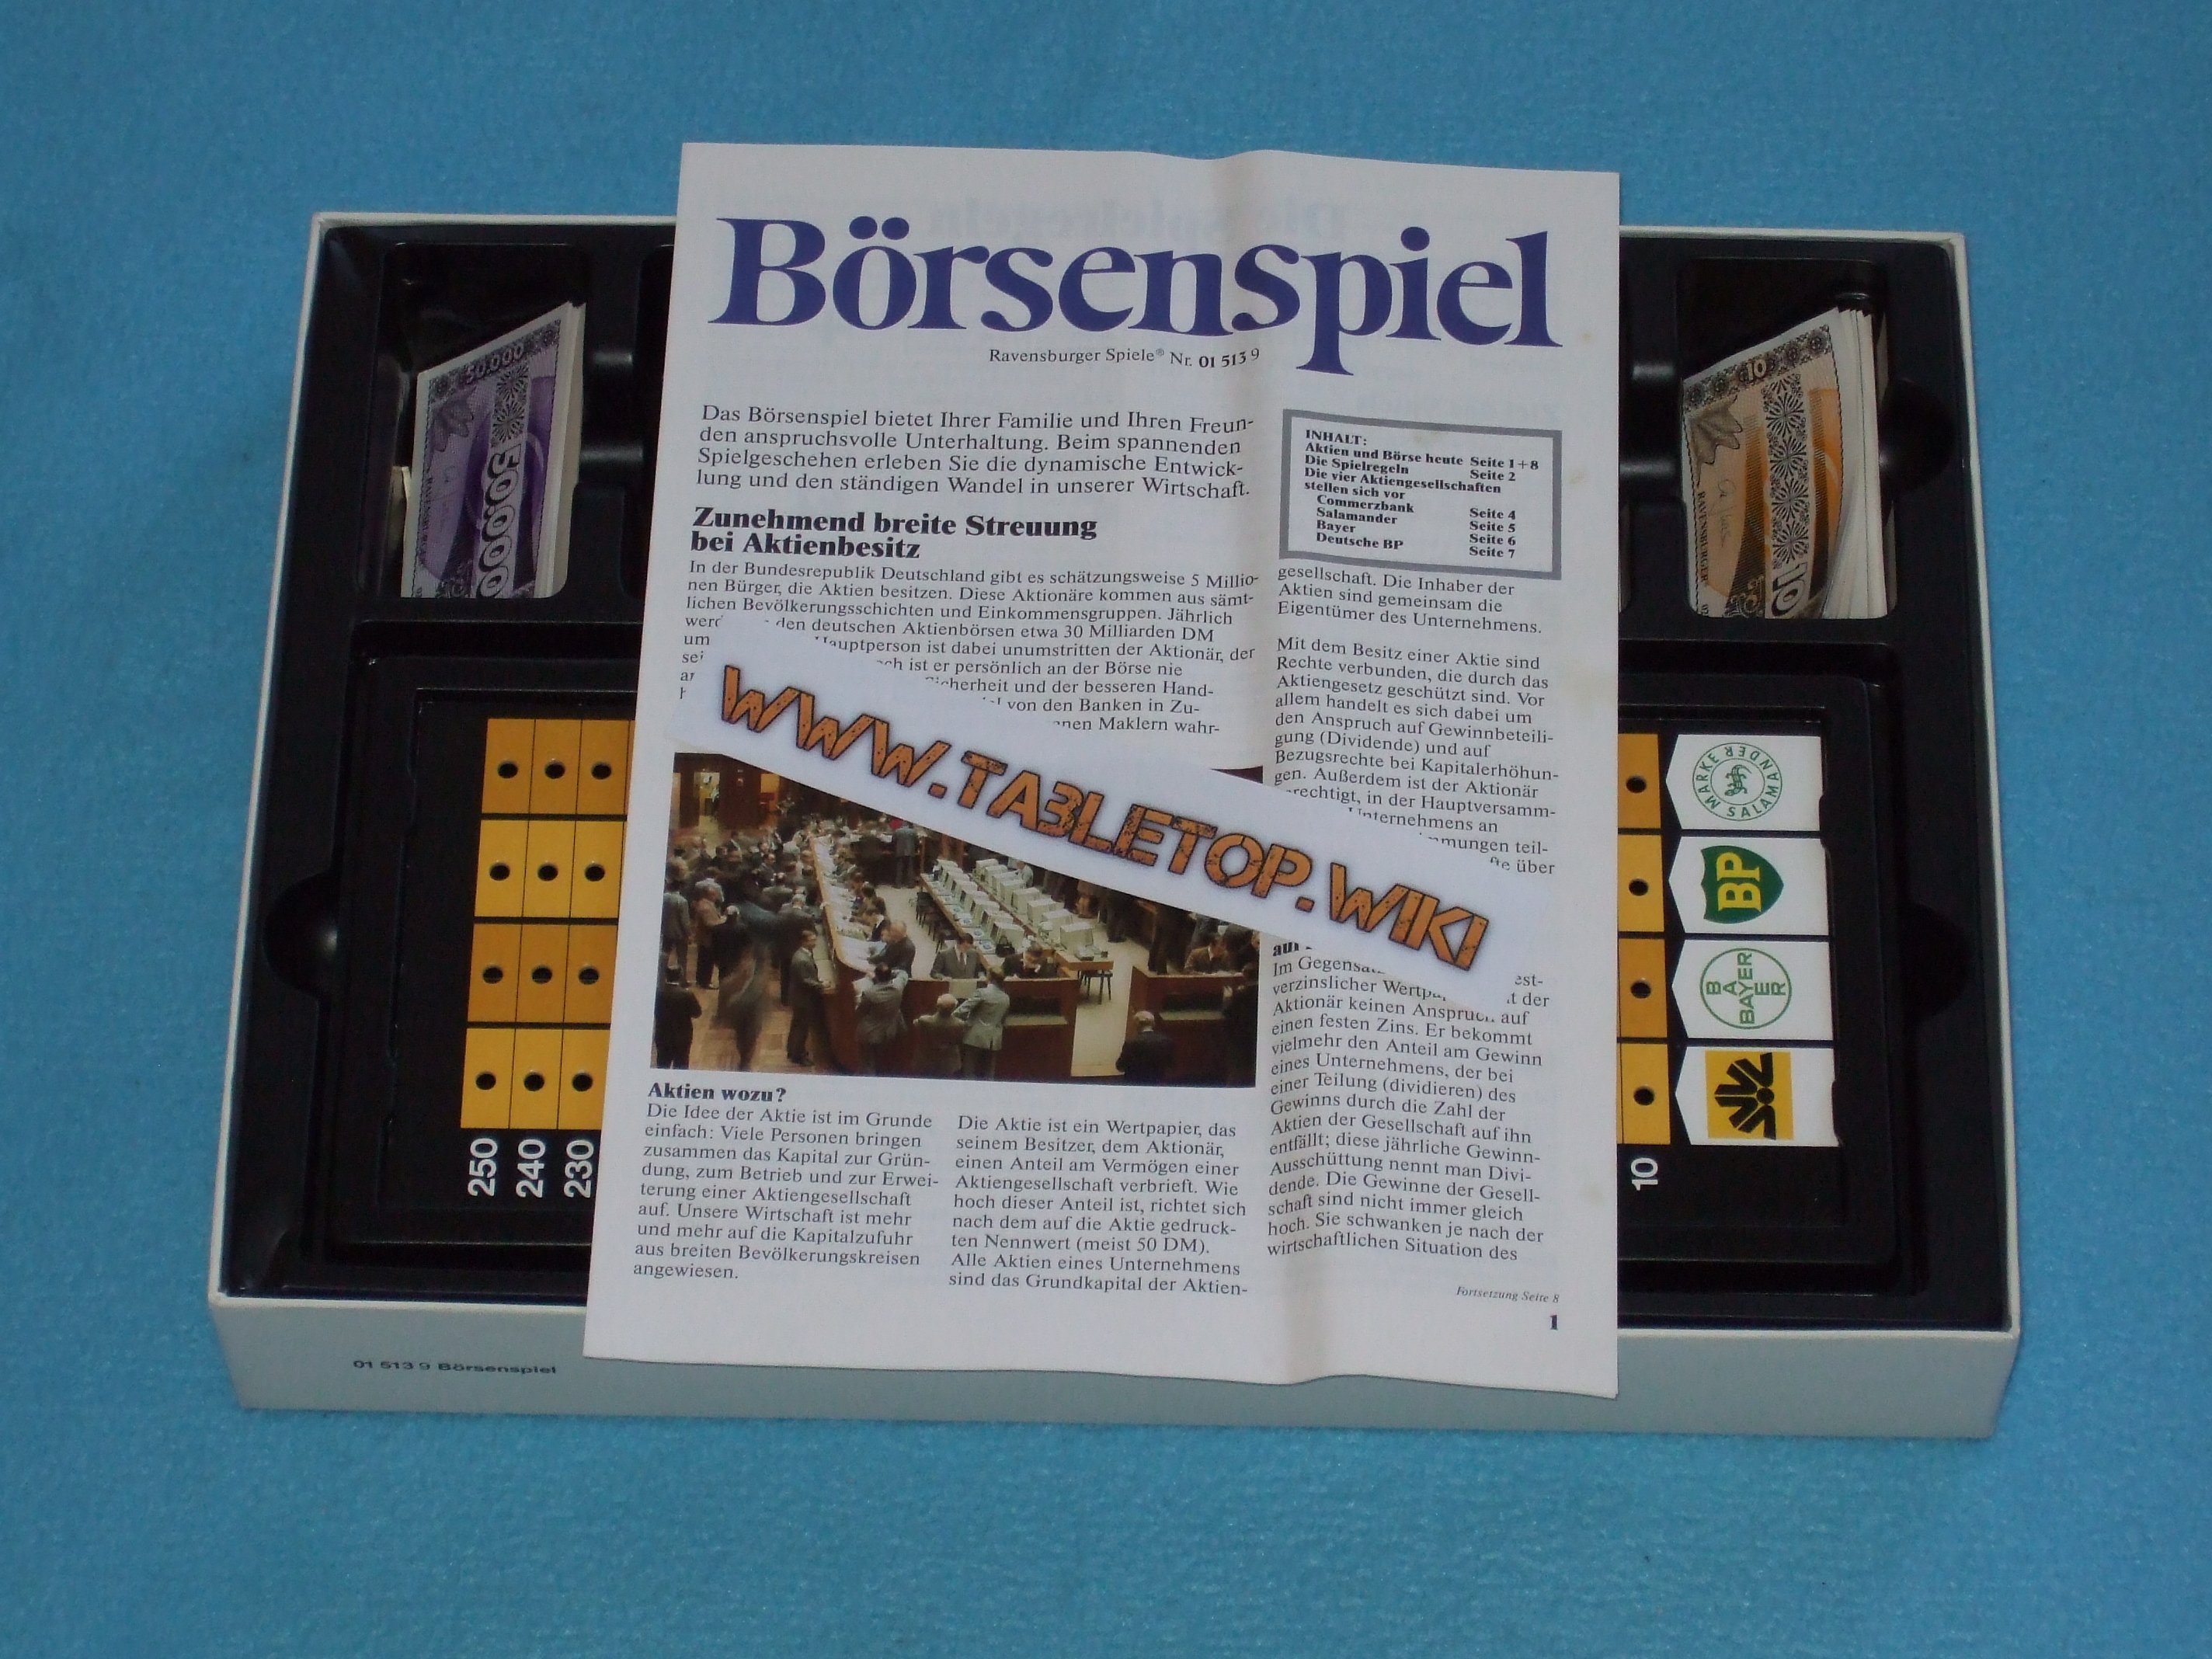 Börsenspiel
Ravensburger Spiele® Nr. 01 513 9
Das Börsenspiel bietet Ihrer Familie und Ihren Freun-
den anspruchsvolle Unterhaltung. Beim spannenden
Spielgeschehen erleben Sie die dynamische Entwick-
lung und den ständigen Wandel in unserer Wirtschaft.
Zunehmend breite Streuung
bei Aktienbesitz
In der Bundesrepublik Deutschland gibt es schätzungsweise 5 Millio-
nen Bürger, die Aktien besitzen. Diese Aktionäre kommen aus sämt-
lichen Bevölkerungsschichten und Einkommensgruppen. Jährlich
den deutschen Aktienbörsen etwa 30 Milliarden DM
um Hauptperson ist dabei unumstritten der Aktionär, der
ist er persönlich an der Börse nie
und der besseren Hand-
von den Banken in Zu-
Maklern wahr-
WWW.TABLETOP.WIKI
Aktien wozu?
Die Idee der Aktie ist im Grunde
einfach: Viele Personen bringen
zusammen das Kapital zur Grün-
dung, zum Betrieb und zur Erwei-
terung einer Aktiengesellschaft
auf. Unsere Wirtschaft ist mehr
und mehr auf die Kapitalzufuhr
aus breiten Bevölkerungskreisen
angewiesen.
Die Aktie ist ein Wertpapier, das
seinem Besitzer, dem Aktionär,
einen Anteil am Vermögen einer
Aktiengesellschaft verbrieft. Wie
hoch dieser Anteil ist, richtet sich
nach dem auf die Aktie gedruck-
ten Nennwert (meist 50 DM).
Alle Aktien eines Unternehmens
sind das Grundkapital der Aktien-
INHALT:
Aktien und Börse heute Seite 1+8
Die Spielregeln Seite 2
Die vier Aktiengesellschaften
stellen sich vor
Commerzbank Seite 4
Salamander Seite 5
Bayer Seite 6
Deutsche BP Seite 7
gesellschaft. Die Inhaber der
Aktien sind gemeinsam die
Eigentümer des Unternehmens.
Mit dem Besitz einer Aktie sind
Rechte verbunden, die durch das
Aktiengesetz geschützt sind. Vor
allem handelt es sich dabei um
den Anspruch auf Gewinnbeteili-
gung (Dividende) und auf
Bezugsrechte bei Kapitalerhöhun-
gen. Außerdem ist der Aktionär
berechtigt, in der Hauptversamm-
Unternehmens an
teil-
über
Im
verzinslicher der
Aktionär keinen Anspruch auf
einen festen Zins. Er bekommt
vielmehr den Anteil am Gewinn
eines Unternehmens, der bei
einer Teilung (dividieren) des
Gewinns durch die Zahl der
Aktien der Gesellschaft auf ihn
entfällt; diese jährliche Gewinn-
Ausschüttung nennt man Divi-
dende. Die Gewinne der Gesell-
schaft sind nicht immer gleich
hoch. Sie schwanken je nach der
wirtschaftlichen Situation des
Fortsetzung Seite 8
1
50.000
50.000
10
10
RAVENSBURGER
MARKE SALAMANDER
BP
BAYER
BAYER
250
240
230
10
01 513 9 Börsenspiel